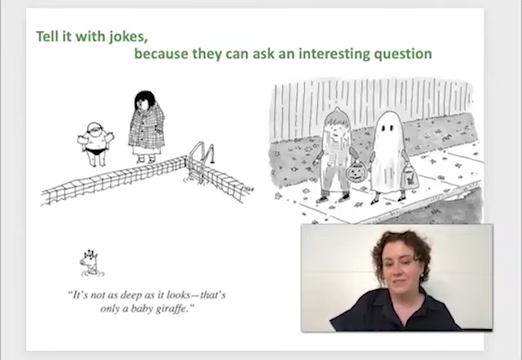 Tell it with jokes,
because they can ask an interesting question
"It's not as deep as it looks—that's
only a baby giraffe."